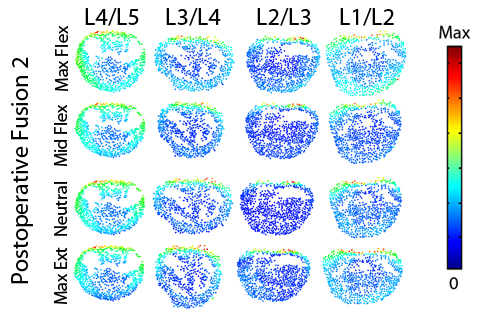 L4/L5 L3/L4 L2/L3 L1/L2
Max
Postoperative Fusion 2
Max Flex
Mid Flex
Neutral
Max Ext
0